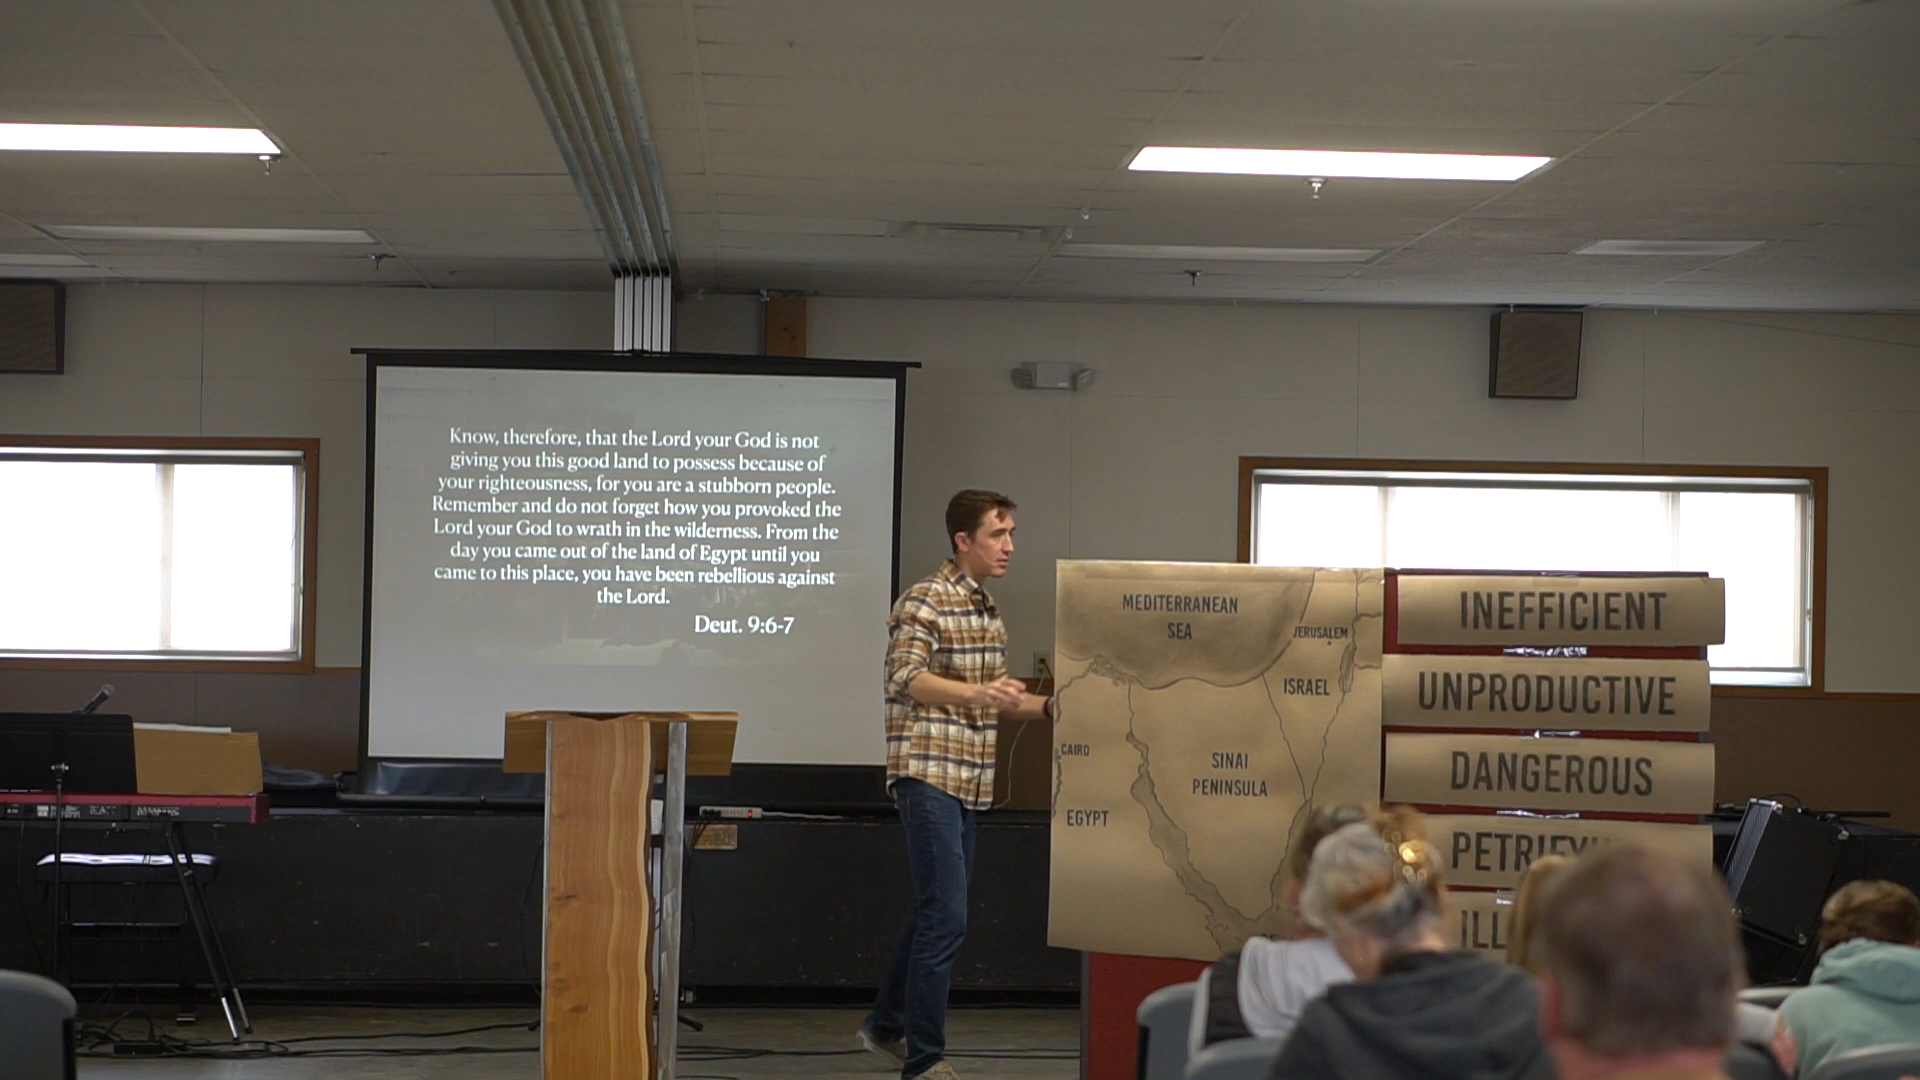 Know, therefore, that the Lord your God is not
giving you this good land to possess because of
your righteousness, for you are a stubborn people.
Remember and do not forget how you provoked the
Lord your God to wrath in the wilderness. From the
day you came out of the land of Egypt until you
came to this place, you have been rebellious against
the Lord.
Deut. 9:6-7
MEDITERRANEAN
SEA
JERUSALEM
ISRAEL
CAIRO
SINAI
PENINSULA
EGYPT
INEFFICIENT
UNPRODUCTIVE
DANGEROUS